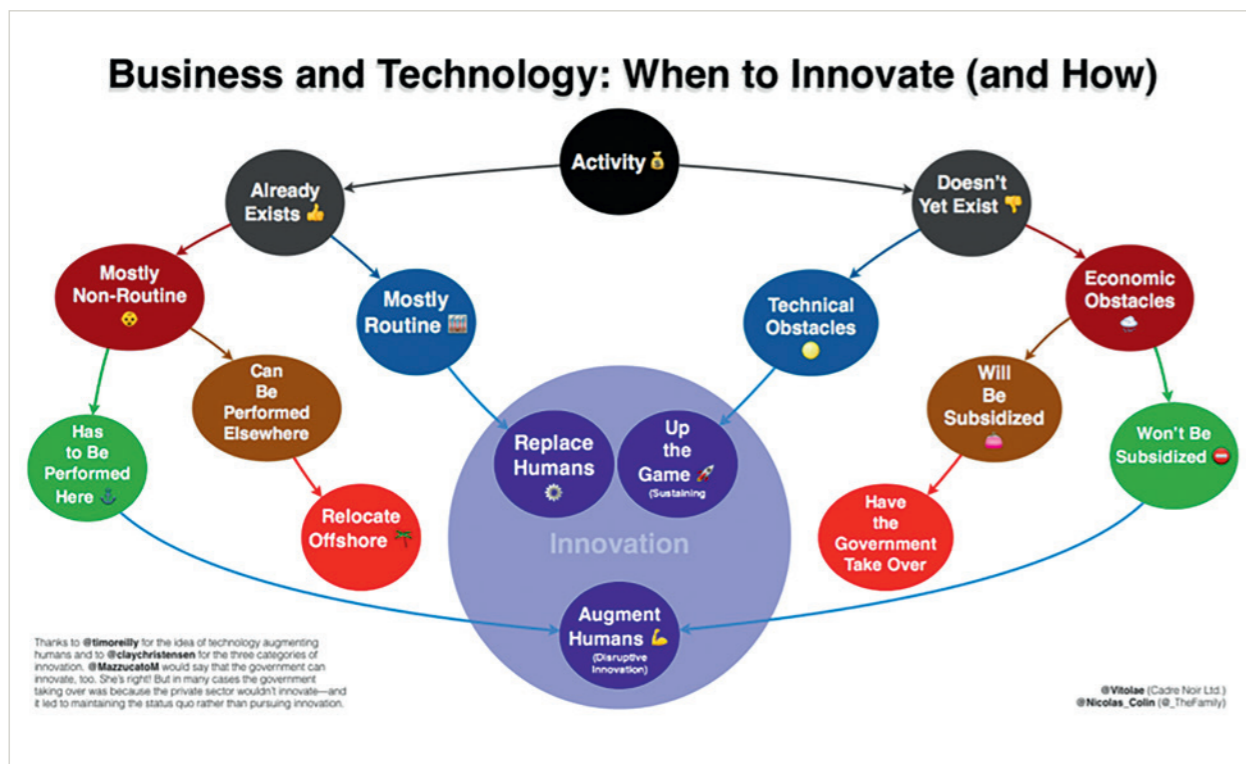 Business and Technology: When to Innovate (and How)
Activity 💰
Already
Exists 👍
Doesn't
Yet Exist 👎
Mostly
Non-Routine
😵
Mostly
Routine 🏭
Technical
Obstacles
🟡
Economic
Obstacles
🌧️
Can
Be
Performed
Elsewhere
Will
Be
Subsidized
👛
Has
to Be
Performed
Here ⚓
Replace
Humans
⚙️
Up
the
Game 🚀
(Sustaining
Won't Be
Subsidized ⛔
Relocate
Offshore 🌴
Innovation
Have
the
Government
Take Over
Augment
Humans 💪
(Disruptive
Innovation)
Thanks to @timoreilly for the idea of technology augmenting
humans and to @claychristensen for the three categories of
innovation. @MazzucatoM would say that the government can
innovate, too. She's right! But in many cases the government
taking over was because the private sector wouldn't innovate—and
it led to maintaining the status quo rather than pursuing innovation.
@Vitolae (Cadre Noir Ltd.)
@Nicolas_Colin (@_TheFamily)